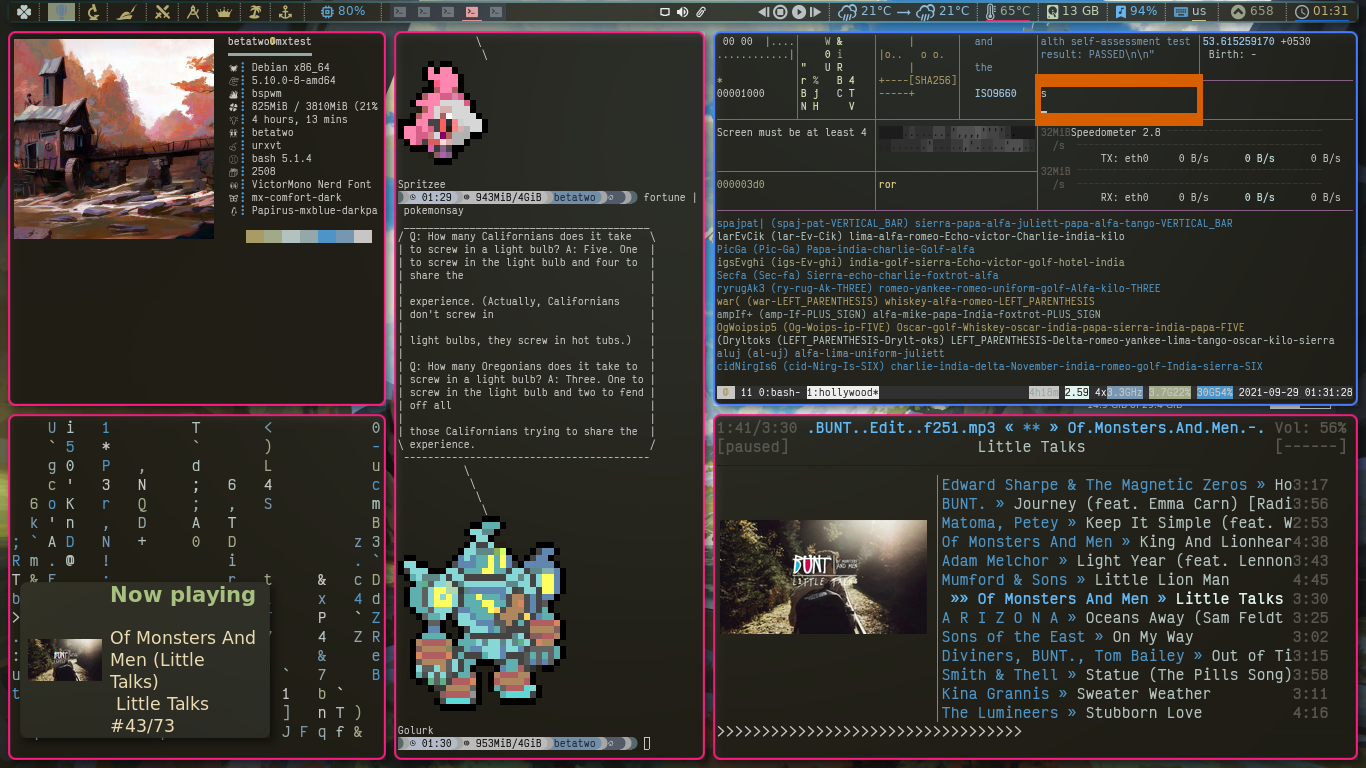 80%
21°C → 21°C
65°C
13 GB
94%
us
658
01:31
betatwo@mxtest
Debian x86_64
5.10.0-8-amd64
bspwm
825MiB / 3810MiB (21%
4 hours, 13 mins
betatwo
urxvt
bash 5.1.4
2508
VictorMono Nerd Font
mx-comfort-dark
Papirus-mxblue-darkpa
Spritzee
01:29 943MiB/4GiB betatwo fortune |
pokemonsay
/ Q: How many Californians does it take \
| to screw in a light bulb? A: Five. One |
| to screw in the light bulb and four to |
| share the |
| |
| experience. (Actually, Californians |
| don't screw in |
| |
| light bulbs, they screw in hot tubs.) |
| |
| Q: How many Oregonians does it take to |
| screw in a light bulb? A: Three. One to |
| screw in the light bulb and two to fend |
| off all |
| |
| those Californians trying to share the |
\ experience. /
Golurk
01:30 953MiB/4GiB betatwo
00 00 |....
............|
*
00001000
W &
0 i
" U R
r % B 4
B j C T
N H V
|
|o.. o o.
|
+----[SHA256]
-----+
and
the
ISO9660
alth self-assessment test
result: PASSED\n\n"
53.615259170 +0530
Birth: -
s
Screen must be at least 4
000003d0
ror
32MiB Speedometer 2.8
/s
TX: eth0 0 B/s 0 B/s 0 B/s
32MiB
/s
RX: eth0 0 B/s 0 B/s 0 B/s
spajpat| (spaj-pat-VERTICAL_BAR) sierra-papa-alfa-juliett-papa-alfa-tango-VERTICAL_BAR
larEvCik (lar-Ev-Cik) lima-alfa-romeo-Echo-victor-Charlie-india-kilo
PicGa (Pic-Ga) Papa-india-charlie-Golf-alfa
igsEvghi (igs-Ev-ghi) india-golf-sierra-Echo-victor-golf-hotel-india
Secfa (Sec-fa) Sierra-echo-charlie-foxtrot-alfa
ryrugAk3 (ry-rug-Ak-THREE) romeo-yankee-romeo-uniform-golf-Alfa-kilo-THREE
war( (war-LEFT_PARENTHESIS) whiskey-alfa-romeo-LEFT_PARENTHESIS
ampIf+ (amp-If-PLUS_SIGN) alfa-mike-papa-India-foxtrot-PLUS_SIGN
OgWoipsip5 (Og-Woips-ip-FIVE) Oscar-golf-Whiskey-oscar-india-papa-sierra-india-papa-FIVE
(Dryltoks (LEFT_PARENTHESIS-Drylt-oks) LEFT_PARENTHESIS-Delta-romeo-yankee-lima-tango-oscar-kilo-sierra
aluj (al-uj) alfa-lima-uniform-juliett
cidNirgIs6 (cid-Nirg-Is-SIX) charlie-india-delta-November-india-romeo-golf-India-sierra-SIX
11 0:bash- 1:hollywood*
4h18m 2.59 4x3.3GHz 3.7G22% 30G54% 2021-09-29 01:31:28
1:41/3:30 .BUNT..Edit..f251.mp3 « ** » Of.Monsters.And.Men.-. Vol: 56%
[paused] Little Talks [------]
BUNT.
LITTLE TALKS
Edward Sharpe & The Magnetic Zeros » Ho3:17
BUNT. » Journey (feat. Emma Carn) [Radi3:56
Matoma, Petey » Keep It Simple (feat. W2:53
Of Monsters And Men » King And Lionhear4:38
Adam Melchor » Light Year (feat. Lennon3:43
Mumford & Sons » Little Lion Man 4:45
»» Of Monsters And Men » Little Talks 3:30
A R I Z O N A » Oceans Away (Sam Feldt 3:25
Sons of the East » On My Way 3:02
Diviners, BUNT., Tom Bailey » Out of Ti3:15
Smith & Thell » Statue (The Pills Song)3:58
Kina Grannis » Sweater Weather 3:11
The Lumineers » Stubborn Love 4:16
>>>>>>>>>>>>>>>>>>>>>>>>>>>>>>>>>>
Now playing
Of Monsters And
Men (Little
Talks)
Little Talks
#43/73